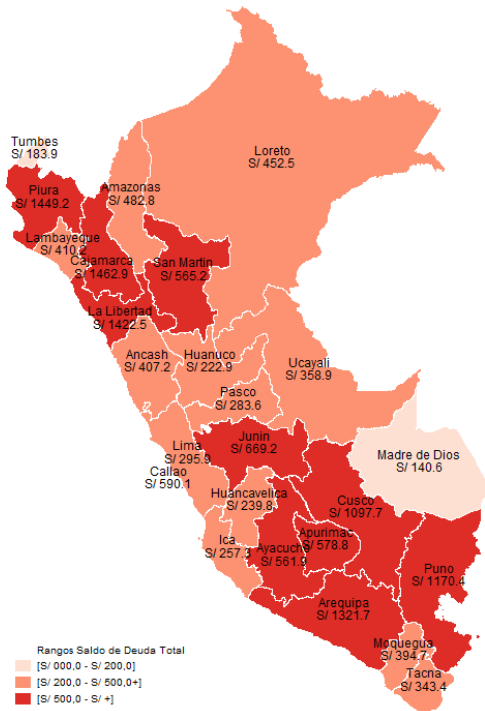 Loreto
S/ 452.5
Tumbes
S/ 183.9
Piura
S/ 1449.2
Amazonas
S/ 482.8
Lambayeque
S/ 410.2
Cajamarca
S/ 1462.9
San Martin
S/ 565.2
La Libertad
S/ 1422.5
Ancash
S/ 407.2
Huanuco
S/ 222.9
Ucayali
S/ 358.9
Pasco
S/ 283.6
Lima
S/ 295.9
Junin
S/ 669.2
Callao
S/ 590.1
Madre de Dios
S/ 140.6
Huancavelica
S/ 239.8
Cusco
S/ 1097.7
Ica
S/ 257.3
Ayacucho
S/ 561.9
Apurimac
S/ 578.8
Puno
S/ 1170.4
Arequipa
S/ 1321.7
Moquegua
S/ 394.7
Tacna
S/ 343.4
Rangos Saldo de Deuda Total
[S/ 000,0 - S/ 200,0]
[S/ 200,0 - S/ 500,0+]
[S/ 500,0 - S/ +]